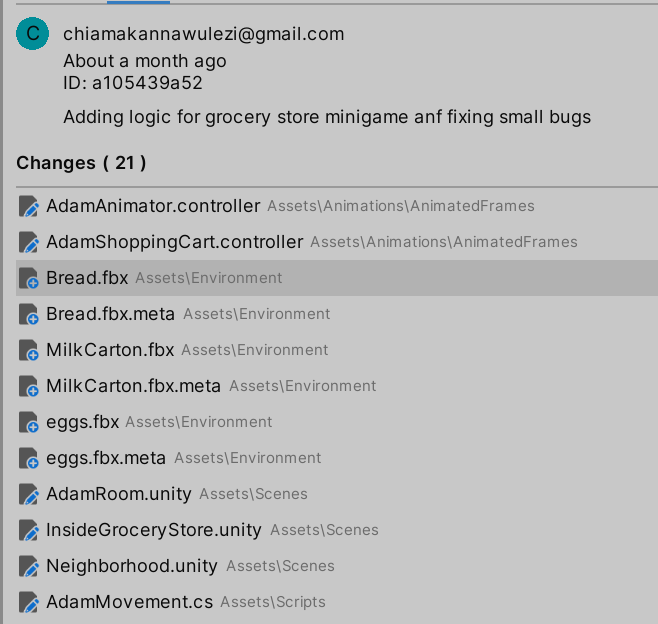 C
chiamakannawulezi@gmail.com
About a month ago
ID: a105439a52
Adding logic for grocery store minigame anf fixing small bugs
Changes ( 21 )
AdamAnimator.controller Assets\Animations\AnimatedFrames
AdamShoppingCart.controller Assets\Animations\AnimatedFrames
Bread.fbx Assets\Environment
Bread.fbx.meta Assets\Environment
MilkCarton.fbx Assets\Environment
MilkCarton.fbx.meta Assets\Environment
eggs.fbx Assets\Environment
eggs.fbx.meta Assets\Environment
AdamRoom.unity Assets\Scenes
InsideGroceryStore.unity Assets\Scenes
Neighborhood.unity Assets\Scenes
AdamMovement.cs Assets\Scripts